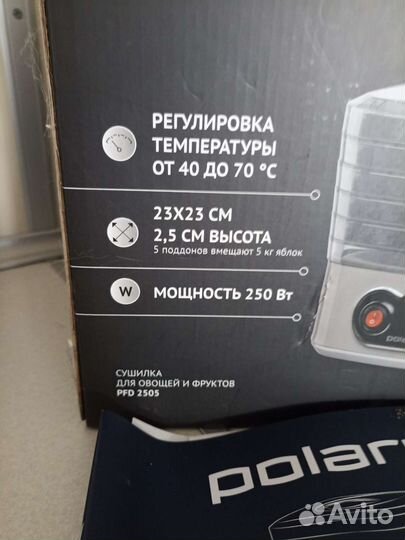 РЕГУЛИРОВКА
ТЕМПЕРАТУРЫ
ОТ 40 ДО 70 °C
23X23 СМ
2,5 СМ ВЫСОТА
5 поддонов вмещают 5 кг яблок
W
МОЩНОСТЬ 250 Вт
СУШИЛКА
ДЛЯ ОВОЩЕЙ И ФРУКТОВ
PFD 2505
polar
Avito